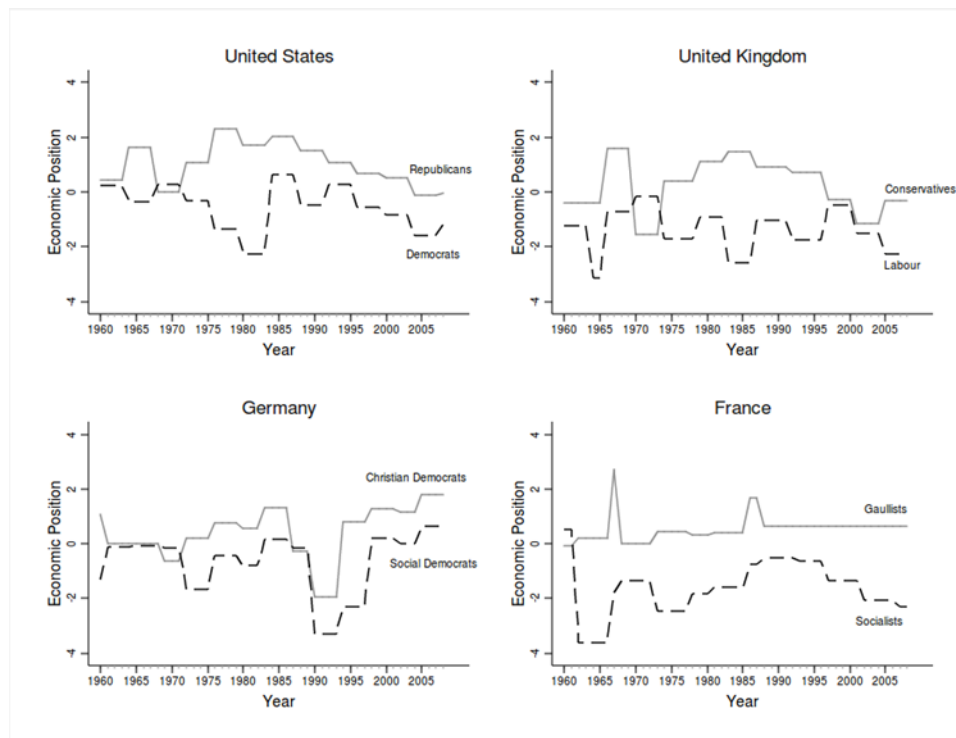 United States
Economic Position
4
2
0
-2
-4
Republicans
Democrats
1960 1965 1970 1975 1980 1985 1990 1995 2000 2005
Year
United Kingdom
Economic Position
4
2
0
-2
-4
Conservatives
Labour
1960 1965 1970 1975 1980 1985 1990 1995 2000 2005
Year
Germany
Economic Position
4
2
0
-2
-4
Christian Democrats
Social Democrats
1960 1965 1970 1975 1980 1985 1990 1995 2000 2005
Year
France
Economic Position
4
2
0
-2
-4
Gaullists
Socialists
1960 1965 1970 1975 1980 1985 1990 1995 2000 2005
Year